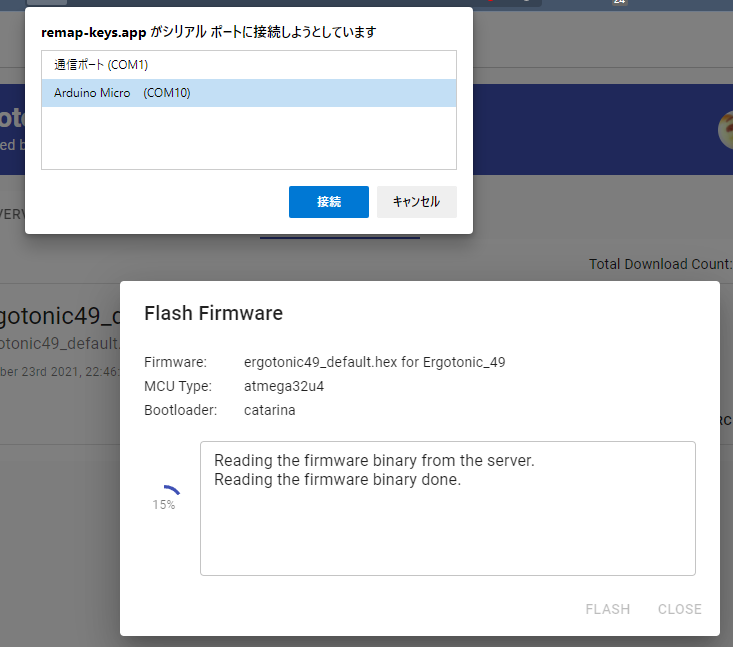 24
remap-keys.app がシリアル ポートに接続しようとしています
通信ポート (COM1)
Arduino Micro (COM10)
接続
キャンセル
Total Download Count:
gotonic49_d
otonic49_default.
ber 23rd 2021, 22:46:
Flash Firmware
Firmware: ergotonic49_default.hex for Ergotonic_49
MCU Type: atmega32u4
Bootloader: catarina
Reading the firmware binary from the server.
Reading the firmware binary done.
15%
FLASH CLOSE